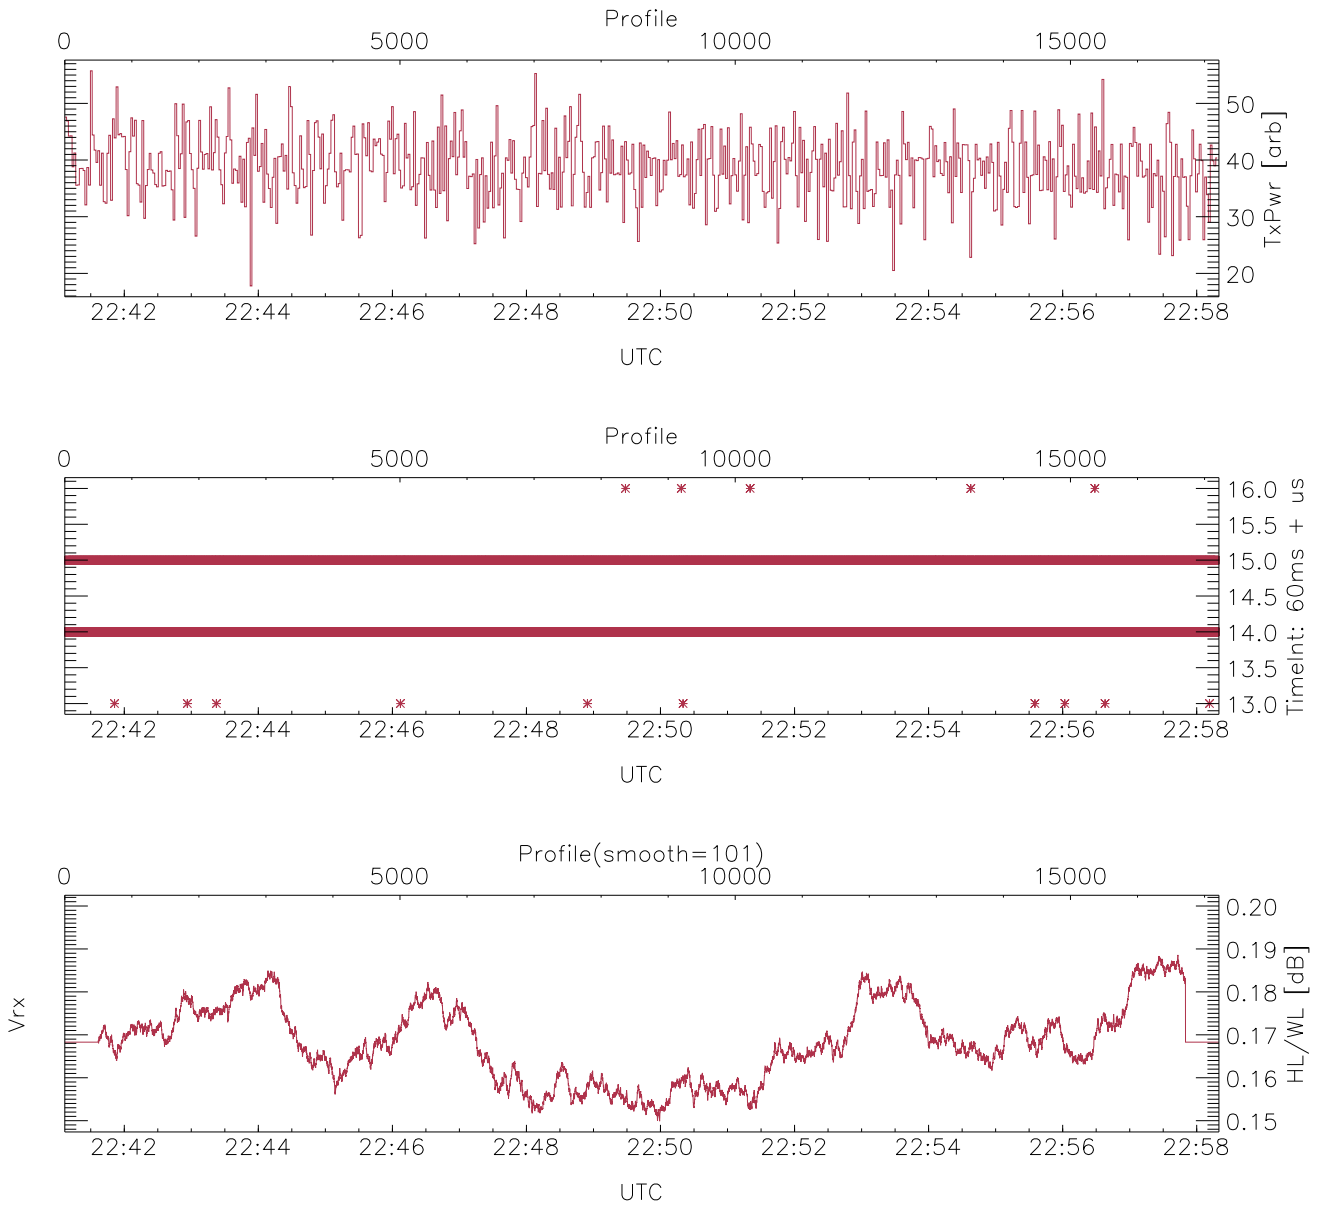 Profile
0 5000 10000 15000
50
40
30
20
TxPwr [arb]
22:42 22:44 22:46 22:48 22:50 22:52 22:54 22:56 22:58
UTC
Profile
0 5000 10000 15000
16.0
15.5
15.0
14.5
14.0
13.5
13.0
TimeInt: 60ms + us
22:42 22:44 22:46 22:48 22:50 22:52 22:54 22:56 22:58
UTC
Profile(smooth=101)
0 5000 10000 15000
Vrx
0.20
0.19
0.18
0.17
0.16
0.15
HL/WL [dB]
22:42 22:44 22:46 22:48 22:50 22:52 22:54 22:56 22:58
UTC